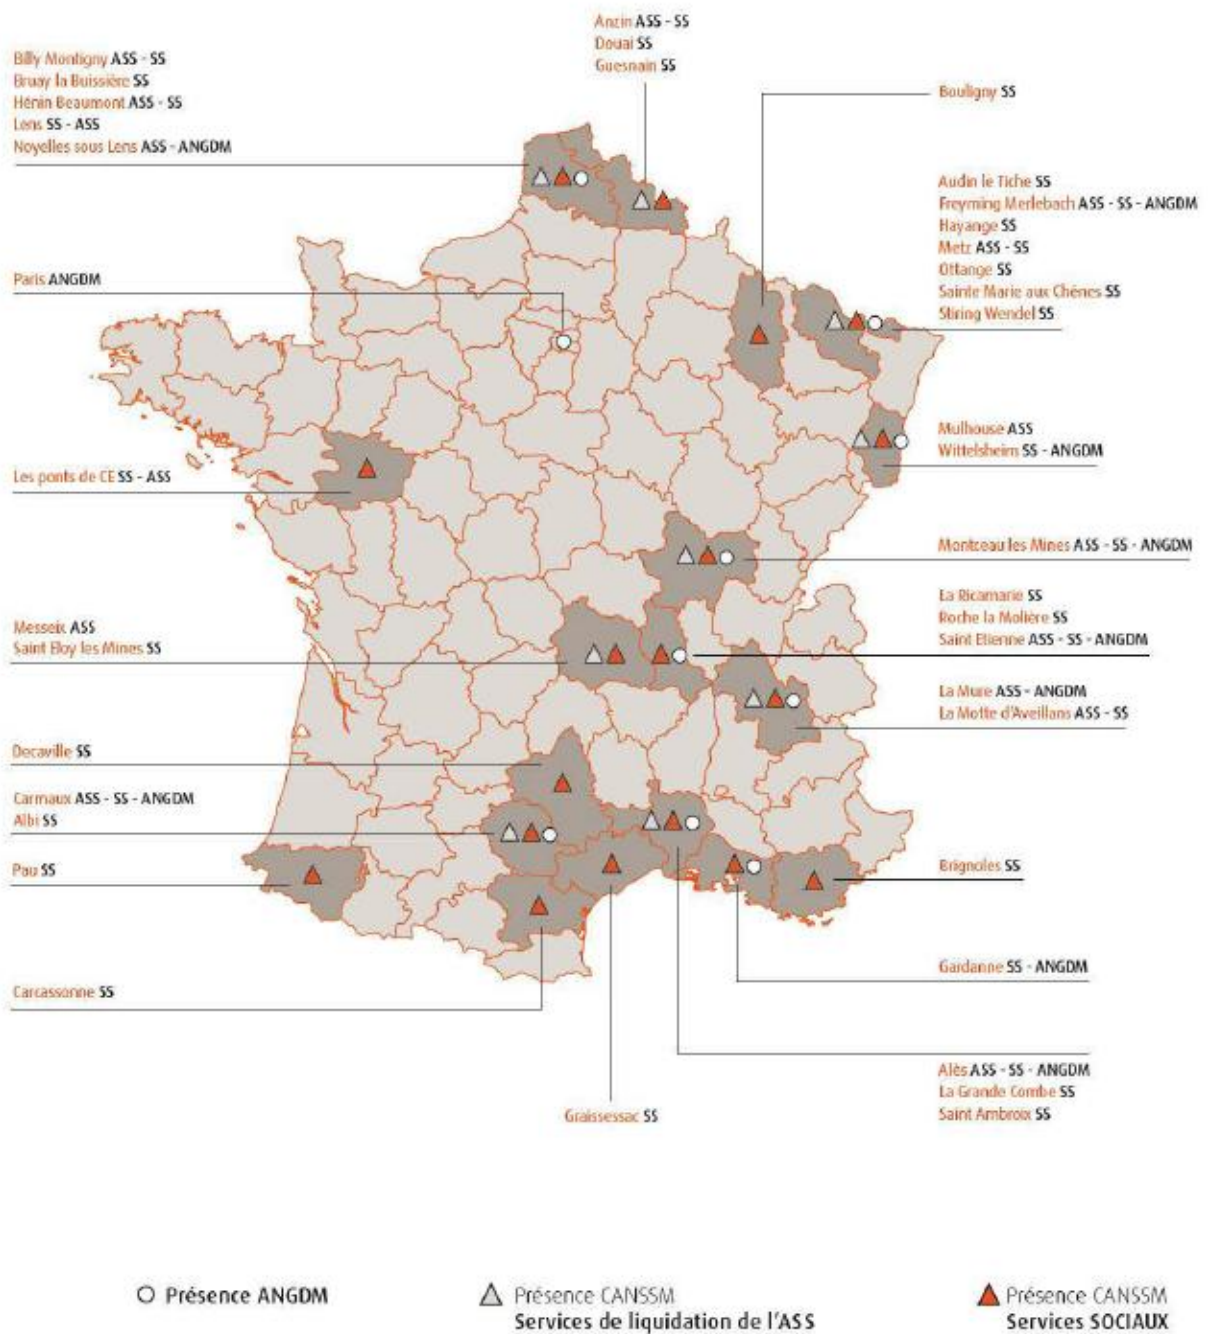 Anzin ASS - SS
Douai SS
Guesnain SS
Billy Montigny ASS - SS
Bruay la Buissière SS
Hénin Beaumont ASS - SS
Lens SS - ASS
Noyelles sous Lens ASS - ANGDM
Bouligny SS
Audin le Tiche SS
Freyming Merlebach ASS - SS - ANGDM
Hayange SS
Metz ASS - SS
Ottange SS
Sainte Marie aux Chênes SS
Stiring Wendel SS
Paris ANGDM
Mulhouse ASS
Wittelsheim SS - ANGDM
Les ponts de CE SS - ASS
Montceau les Mines ASS - SS - ANGDM
La Ricamarie SS
Roche la Molière SS
Saint Etienne ASS - SS - ANGDM
Messeix ASS
Saint Eloy les Mines SS
La Mure ASS - ANGDM
La Motte d'Aveillans ASS - SS
Decaville SS
Carmaux ASS - SS - ANGDM
Albi SS
Pau SS
Brignoles SS
Gardanne SS - ANGDM
Carcassonne SS
Alès ASS - SS - ANGDM
La Grande Combe SS
Saint Ambroix SS
Graissessac SS
Présence ANGDM
Présence CANSSM
Services de liquidation de l'ASS
Présence CANSSM
Services SOCIAUX